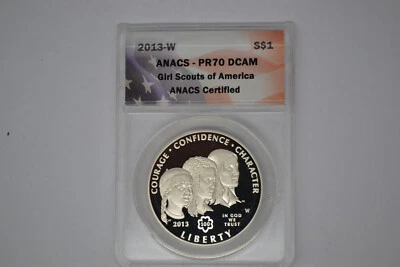 2013-W S$1
ANACS - PR70 DCAM
Girl Scouts of America
ANACS Certified
COURAGE · CONFIDENCE · CHARACTER
W
2013 100 IN GOD
WE
TRUST
LIBERTY